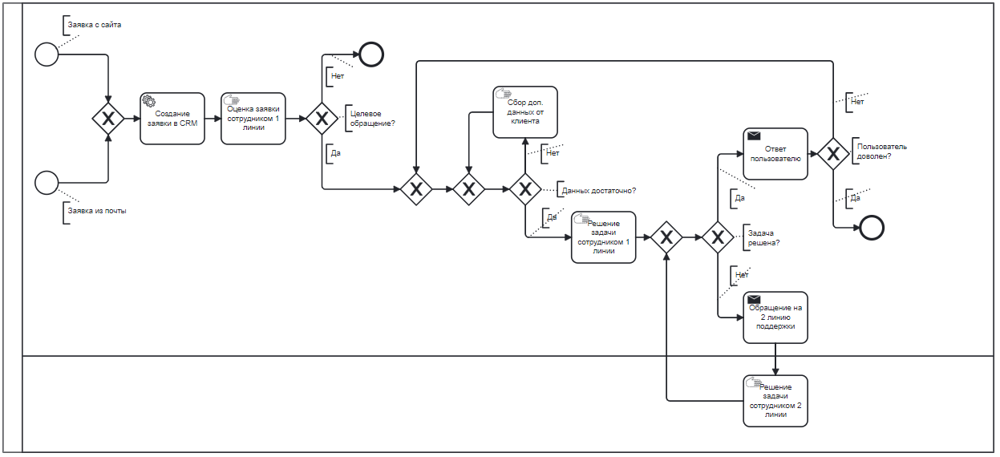 Заявка с сайта
Заявка из почты
Создание
заявки в CRM
Оценка заявки
сотрудником 1
линии
Нет
Целевое
обращение?
Да
Сбор доп.
данных от
клиента
Нет
Данных достаточно?
Да
Решение
задачи
сотрудником 1
линии
Ответ
пользователю
Да
Задача
решена?
Нет
Обращение на
2 линию
поддержки
Нет
Пользователь
доволен?
Да
Решение
задачи
сотрудником 2
линии